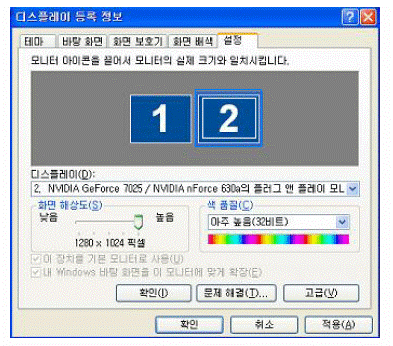 디스플레이 등록 정보
테마 바탕 화면 화면 보호기 화면 배색 설정
모니터 아이콘을 끌어서 모니터의 실제 크기와 일치시킵니다.
1 2
디스플레이(D):
2, NVIDIA GeForce 7025 / NVIDIA nForce 630a의 플러그 앤 플레이 모
화면 해상도(S)
낮음 높음
1280 x 1024 픽셀
색 품질(C)
아주 높음(32비트)
이 장치를 기본 모니터로 사용(U)
내 Windows 바탕 화면을 이 모니터에 맞게 확장(E)
확인(I) 문제 해결(T)... 고급(V)
확인 취소 적용(A)